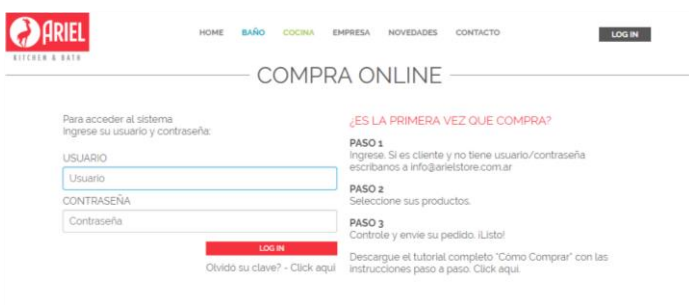 ARIEL
KITCHEN & BATH
HOME BAÑO COCINA EMPRESA NOVEDADES CONTACTO
LOG IN
COMPRA ONLINE
Para acceder al sistema
Ingrese su usuario y contraseña:
USUARIO
Usuario
CONTRASEÑA
Contraseña
LOG IN
Olvidó su clave? - Click aquí
¿ES LA PRIMERA VEZ QUE COMPRA?
PASO 1
Ingrese. Si es cliente y no tiene usuario/contraseña
escribanos a info@arielstore.com.ar
PASO 2
Seleccione sus productos.
PASO 3
Controle y envíe su pedido. ¡Listo!
Descargue el tutorial completo "Cómo Comprar" con las
instrucciones paso a paso. Click aquí.